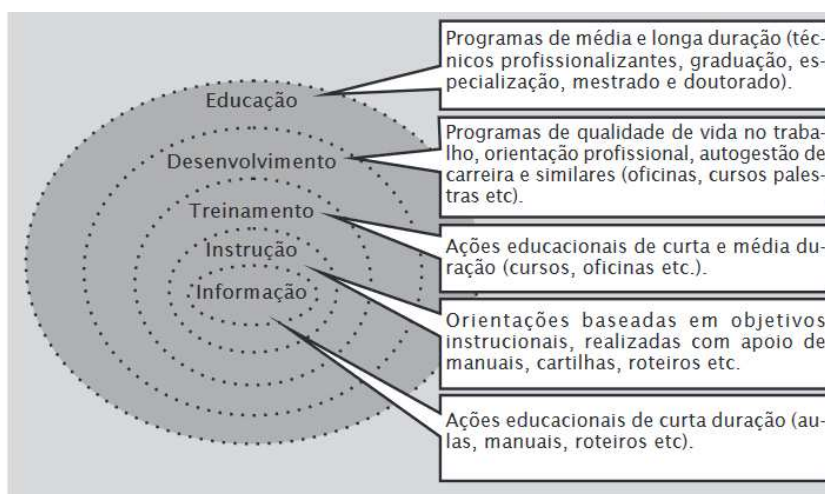 Educação
Desenvolvimento
Treinamento
Instrução
Informação
Programas de média e longa duração (téc-
nicos profissionalizantes, graduação, es-
pecialização, mestrado e doutorado).
Programas de qualidade de vida no traba-
lho, orientação profissional, autogestão de
carreira e similares (oficinas, cursos pales-
tras etc).
Ações educacionais de curta e média du-
ração (cursos, oficinas etc.).
Orientações baseadas em objetivos
instrucionais, realizadas com apoio de
manuais, cartilhas, roteiros etc.
Ações educacionais de curta duração (au-
las, manuais, roteiros etc).